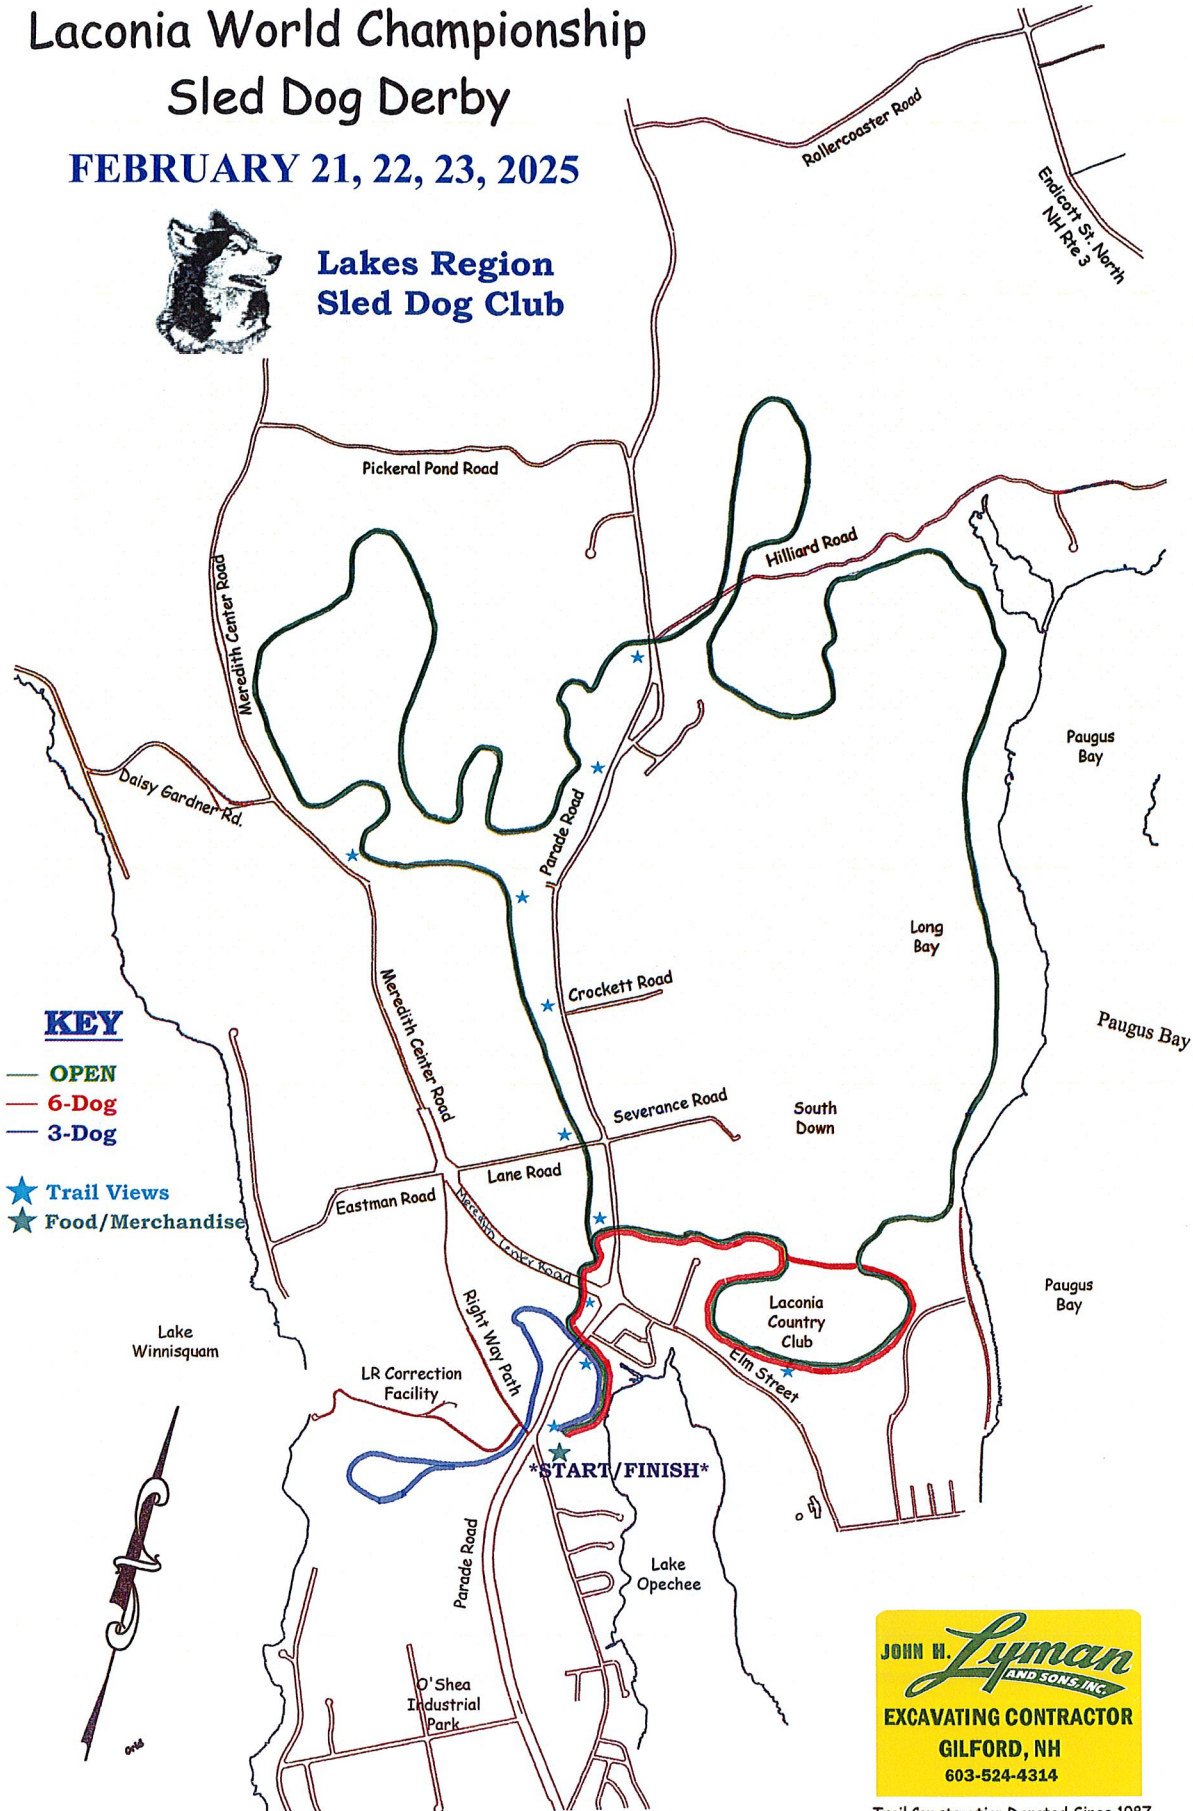 Laconia World Championship
Sled Dog Derby
FEBRUARY 21, 22, 23, 2025
Lakes Region
Sled Dog Club
Rollercoaster Road
Endicott St. North
NH Rte 3
Pickeral Pond Road
Hilliard Road
Meredith Center Road
Daisy Gardner Rd.
Parade Road
Paugus
Bay
Long
Bay
Crockett Road
Meredith Center Road
Paugus Bay
KEY
OPEN
6-Dog
3-Dog
Trail Views
Food/Merchandise
Severance Road
South
Down
Lane Road
Eastman Road
Meredith Center Road
Right Way Path
Laconia
Country
Club
Paugus
Bay
Lake
Winnisquam
LR Correction
Facility
Elm Street
*START/FINISH*
Parade Road
Lake
Opechee
O'Shea
Industrial
Park
JOHN H. Lyman
AND SONS, INC.
EXCAVATING CONTRACTOR
GILFORD, NH
603-524-4314
Trail Construction Donated Since 1987